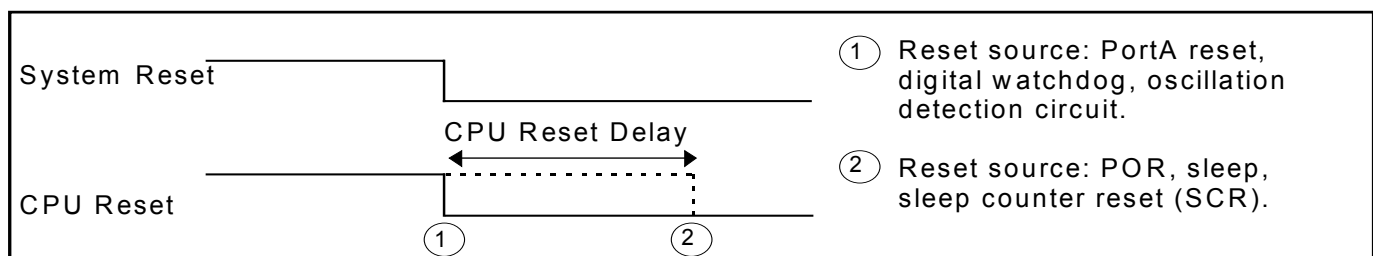 System Reset
CPU Reset Delay
CPU Reset
1
2
1 Reset source: PortA reset,
digital watchdog, oscillation
detection circuit.
2 Reset source: POR, sleep,
sleep counter reset (SCR).